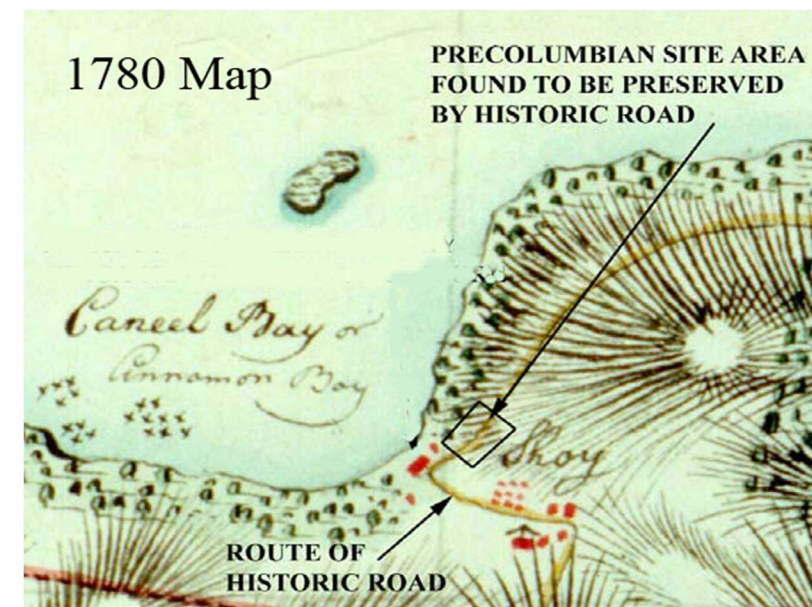 1780 Map
PRECOLUMBIAN SITE AREA
FOUND TO BE PRESERVED
BY HISTORIC ROAD
Caneel Bay or
Cinnamon Bay
Shoy
ROUTE OF
HISTORIC ROAD